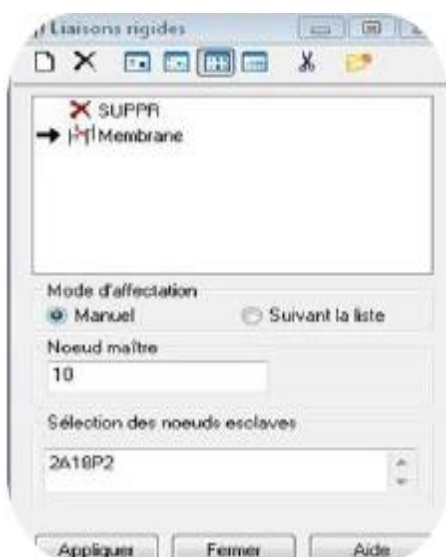 Liaisons rigides
SUPPR
Membrane
Mode d'affectation
Manuel
Suivant la liste
Noeud maître
10
Sélection des noeuds esclaves
2A18P2
Appliquer
Fermer
Aide